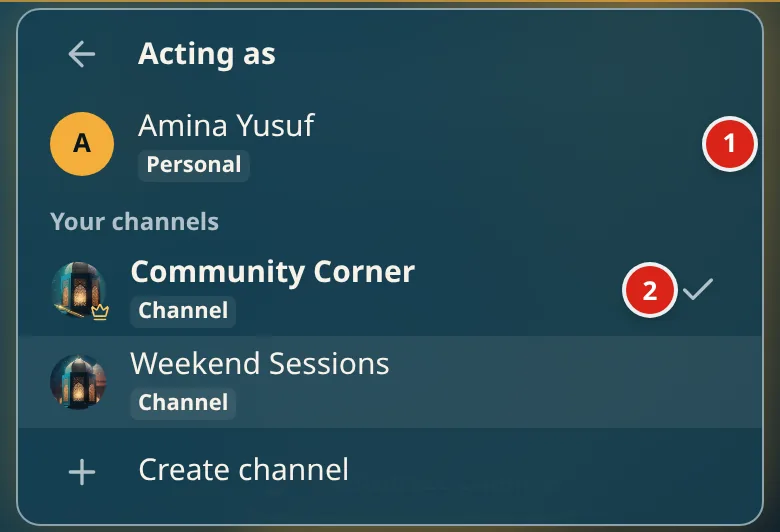 Acting as
A
Amina Yusuf
Personal
1
Your channels
Community Corner
Channel
2
Weekend Sessions
Channel
Create channel